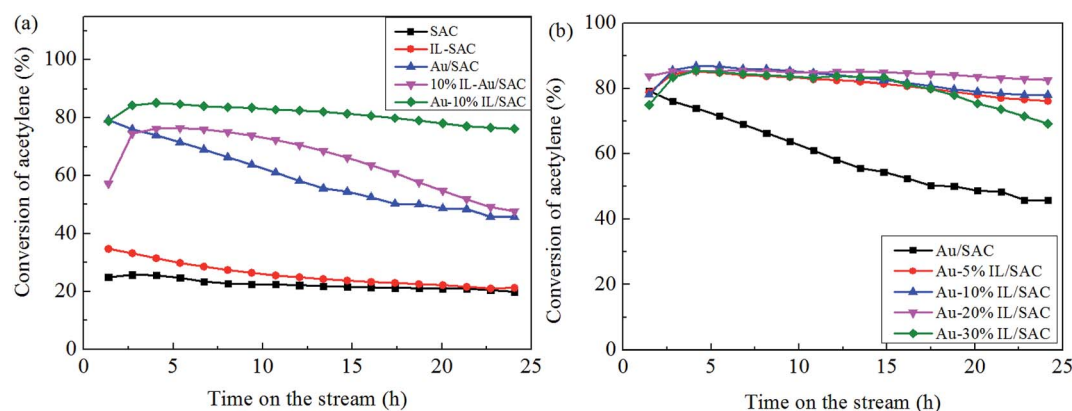 (a)
SAC
IL-SAC
Au/SAC
10% IL-Au/SAC
Au-10% IL/SAC
Conversion of acetylene (%)
100
80
60
40
20
0
0 5 10 15 20 25
Time on the stream (h)
(b)
Conversion of acetylene (%)
100
80
60
40
20
0
Au/SAC
Au-5% IL/SAC
Au-10% IL/SAC
Au-20% IL/SAC
Au-30% IL/SAC
0 5 10 15 20 25
Time on the stream (h)